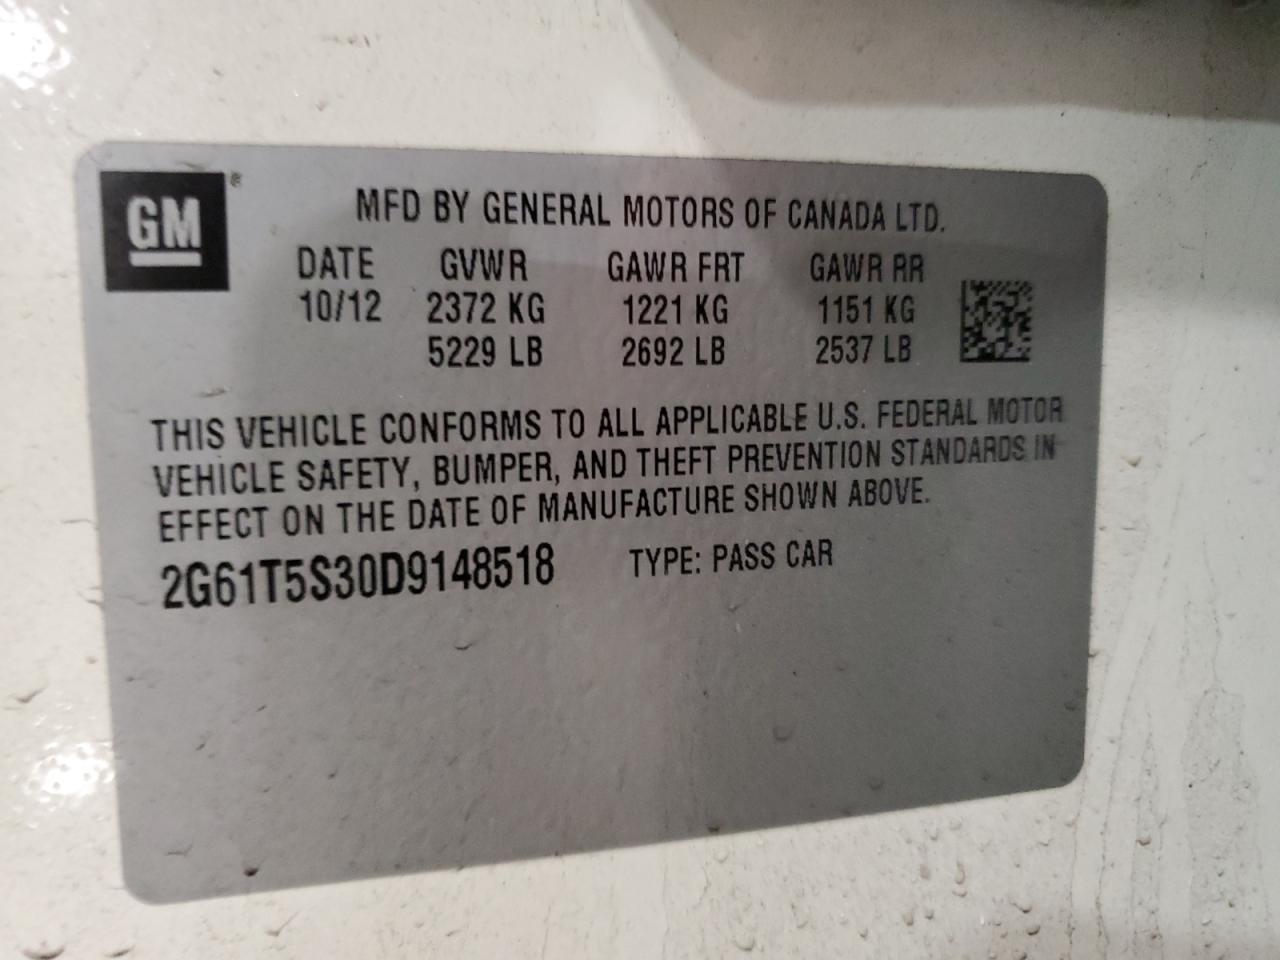 GM®
MFD BY GENERAL MOTORS OF CANADA LTD.
DATE GVWR GAWR FRT GAWR RR
10/12 2372 KG 1221 KG 1151 KG
5229 LB 2692 LB 2537 LB
THIS VEHICLE CONFORMS TO ALL APPLICABLE U.S. FEDERAL MOTOR
VEHICLE SAFETY, BUMPER, AND THEFT PREVENTION STANDARDS IN
EFFECT ON THE DATE OF MANUFACTURE SHOWN ABOVE.
2G61T5S30D9148518 TYPE: PASS CAR